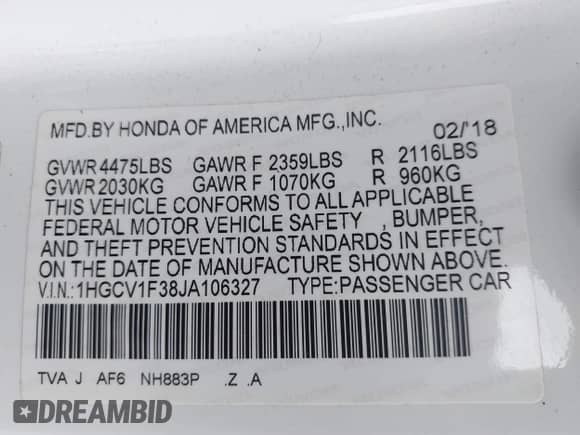 MFD.BY HONDA OF AMERICA MFG.,INC. 02/'18
GVWR 4475LBS GAWR F 2359LBS R 2116LBS
GVWR 2030KG GAWR F 1070KG R 960KG
THIS VEHICLE CONFORMS TO ALL APPLICABLE
FEDERAL MOTOR VEHICLE SAFETY , BUMPER,
AND THEFT PREVENTION STANDARDS IN EFFECT
ON THE DATE OF MANUFACTURE SHOWN ABOVE.
V.I.N.:1HGCV1F38JA106327 TYPE:PASSENGER CAR
TVA J AF6 NH883P .Z .A
DREAMBID